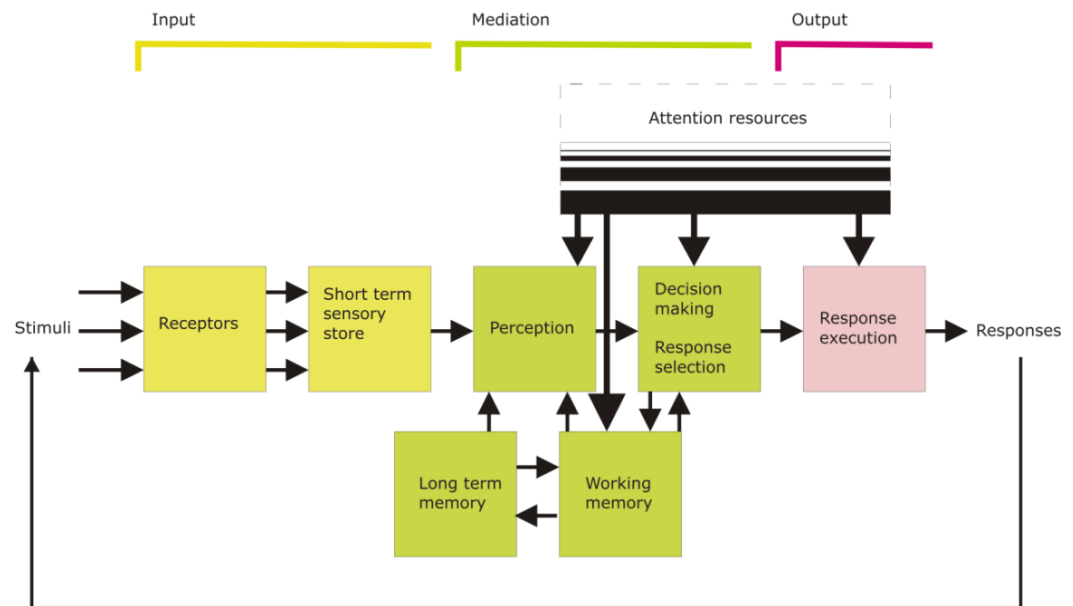 Input
Mediation
Output
Attention resources
Stimuli
Receptors
Short term
sensory
store
Perception
Decision
making
Response
selection
Response
execution
Responses
Long term
memory
Working
memory